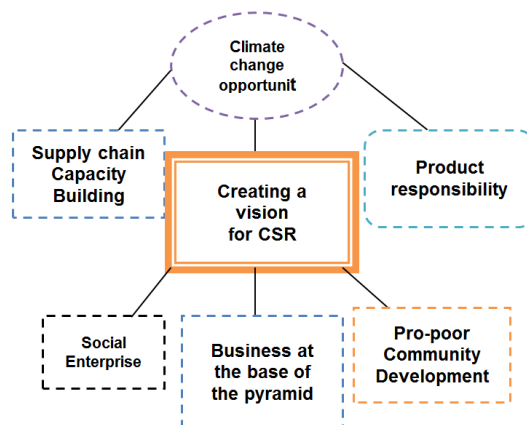 Climate
change
opportunit
Supply chain
Capacity
Building
Product
responsibility
Creating a
vision
for CSR
Social
Enterprise
Business at
the base of
the pyramid
Pro-poor
Community
Development